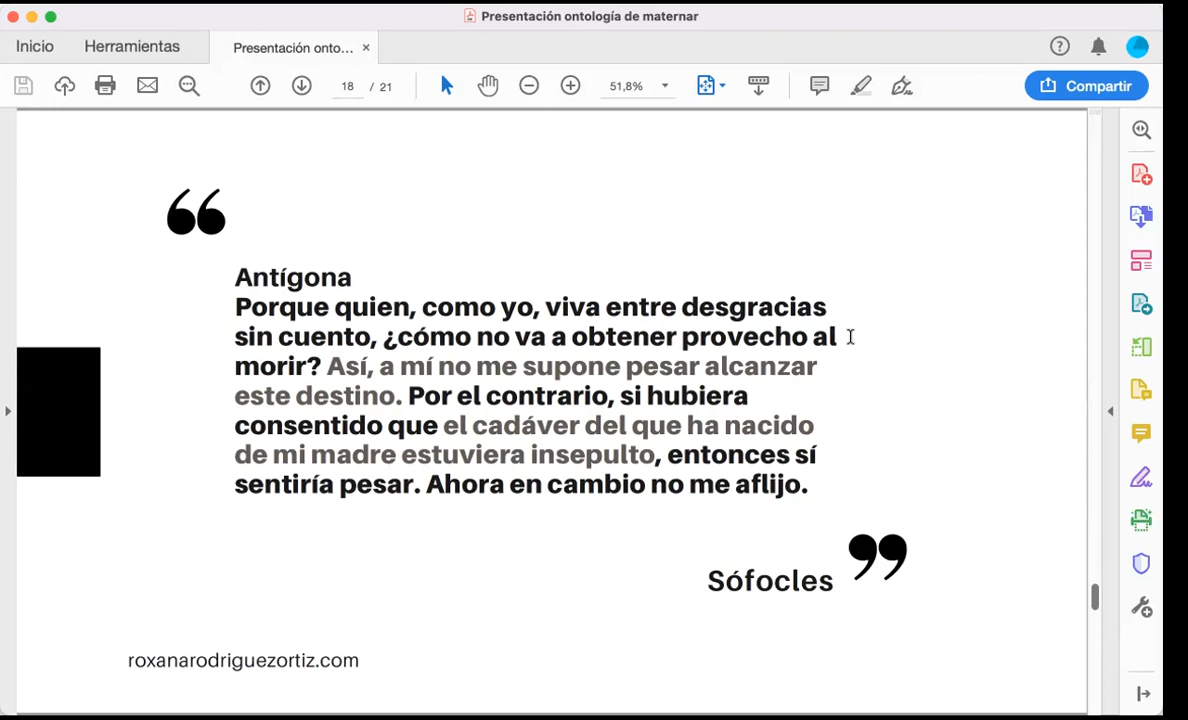 Presentación ontología de maternar
Inicio
Herramientas
Presentación onto...
18 / 21
51,8%
Compartir
Antígona
Porque quien, como yo, viva entre desgracias
sin cuento, ¿cómo no va a obtener provecho al
morir? Así, a mí no me supone pesar alcanzar
este destino. Por el contrario, si hubiera
consentido que el cadáver del que ha nacido
de mi madre estuviera insepulto, entonces sí
sentiría pesar. Ahora en cambio no me aflijo.
Sófocles
roxanarodriguezortiz.com